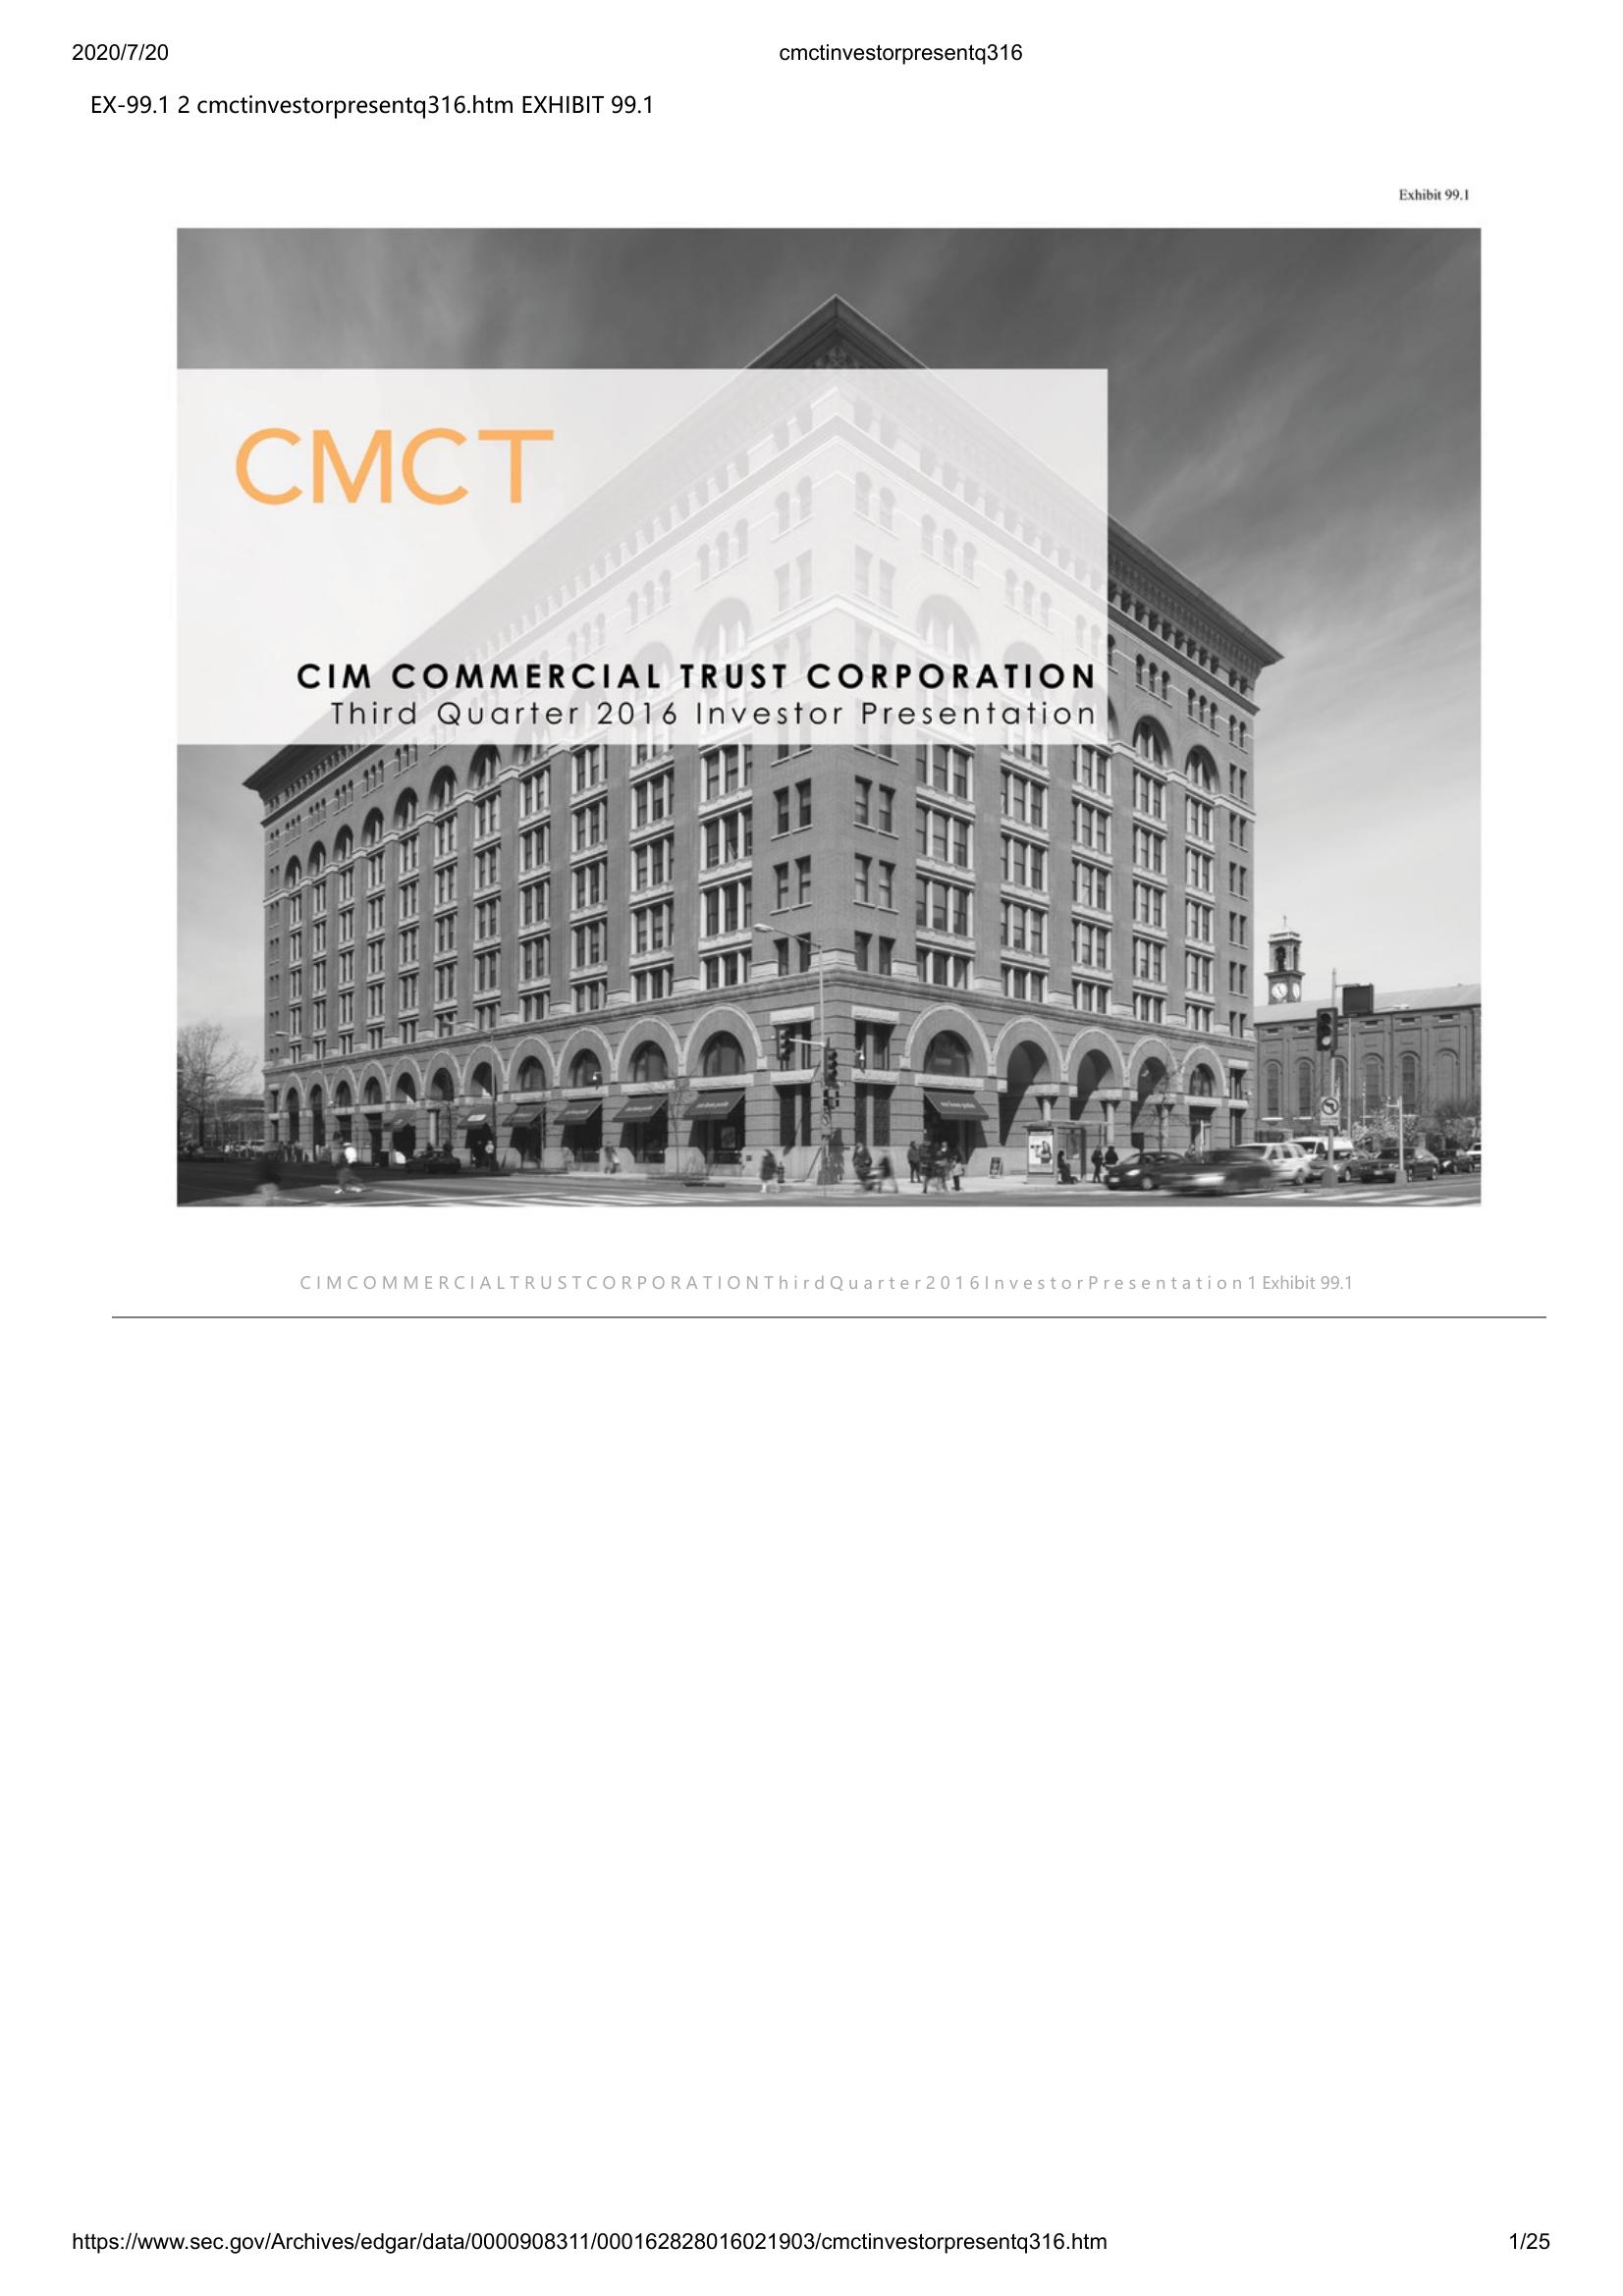 2020/7/20 cmctinvestorpresentq316
EX-99.1 2 cmctinvestorpresentq316.htm EXHIBIT 99.1
Exhibit 99.1
CMCT
CIM COMMERCIAL TRUST CORPORATION
Third Quarter 2016 Investor Presentation
C I M C O M M E R C I A L T R U S T C O R P O R A T I O N T h i r d Q u a r t e r 2 0 1 6 I n v e s t o r P r e s e n t a t i o n 1 Exhibit 99.1
https://www.sec.gov/Archives/edgar/data/0000908311/000162828016021903/cmctinvestorpresentq316.htm 1/25